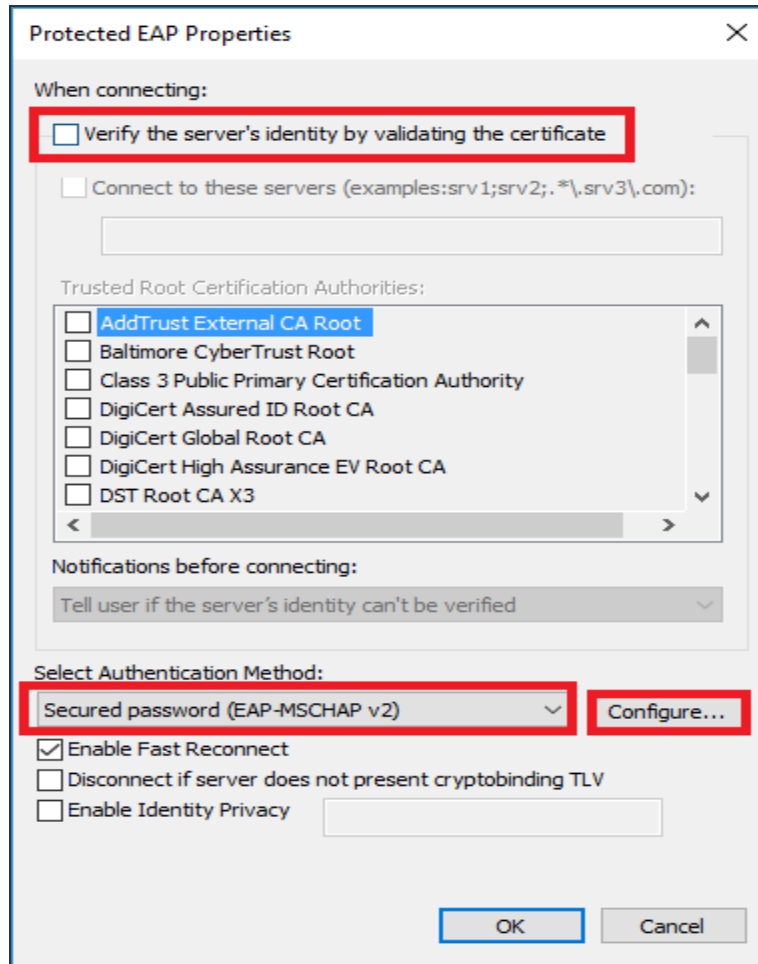 Protected EAP Properties
When connecting:
Verify the server's identity by validating the certificate
Connect to these servers (examples:srv1;srv2;.*\.srv3\.com):
Trusted Root Certification Authorities:
AddTrust External CA Root
Baltimore CyberTrust Root
Class 3 Public Primary Certification Authority
DigiCert Assured ID Root CA
DigiCert Global Root CA
DigiCert High Assurance EV Root CA
DST Root CA X3
Notifications before connecting:
Tell user if the server's identity can't be verified
Select Authentication Method:
Secured password (EAP-MSCHAP v2)
Configure...
Enable Fast Reconnect
Disconnect if server does not present cryptobinding TLV
Enable Identity Privacy
OK
Cancel